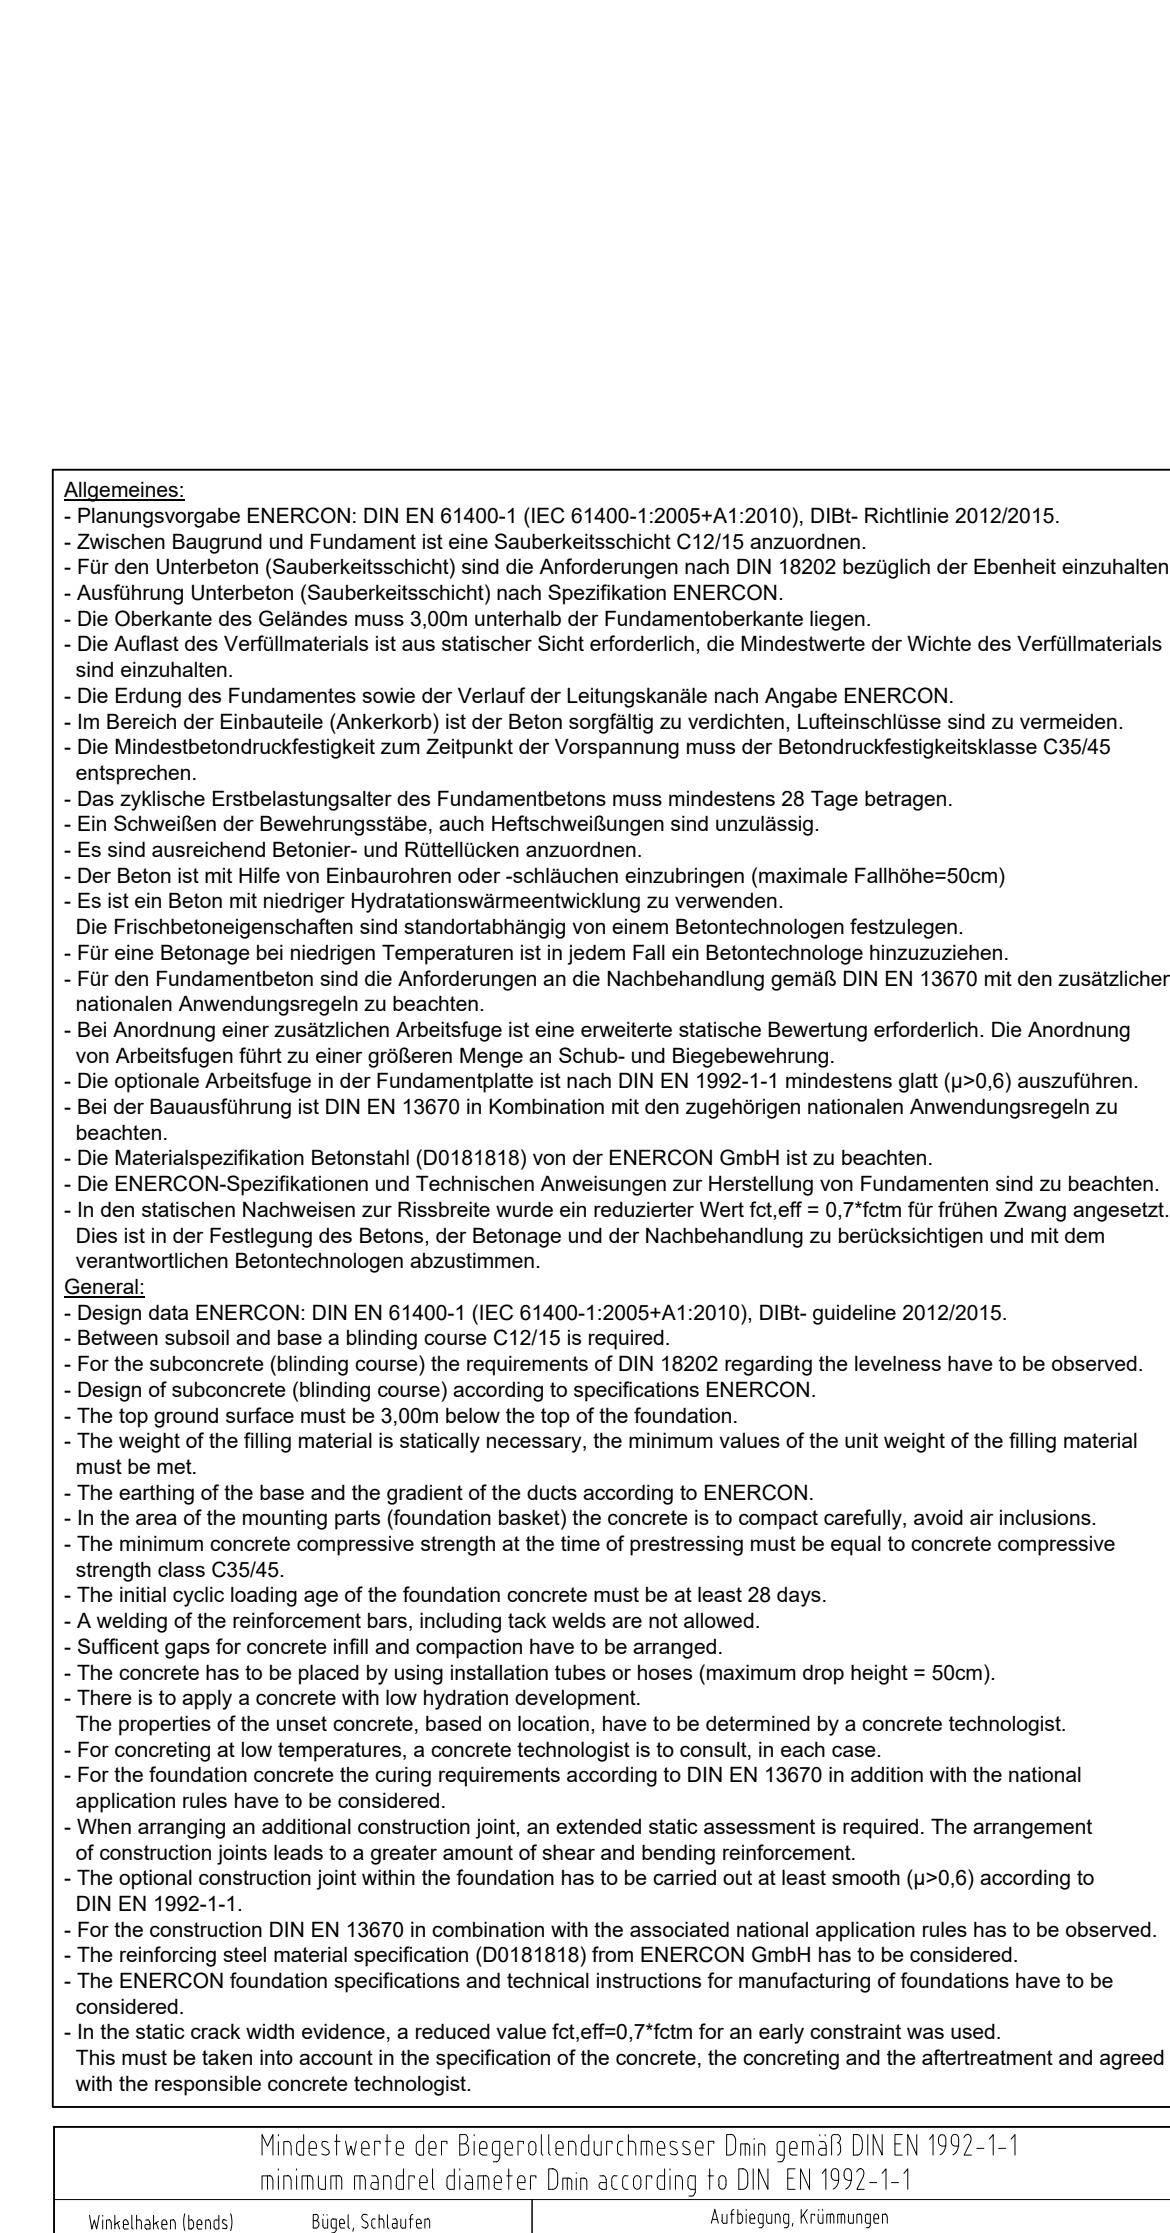 Allgemeines:
- Planungsvorgabe ENERCON: DIN EN 61400-1 (IEC 61400-1:2005+A1:2010), DIBt- Richtlinie 2012/2015.
- Zwischen Baugrund und Fundament ist eine Sauberkeitsschicht C12/15 anzuordnen.
- Für den Unterbeton (Sauberkeitsschicht) sind die Anforderungen nach DIN 18202 bezüglich der Ebenheit einzuhalten
- Ausführung Unterbeton (Sauberkeitsschicht) nach Spezifikation ENERCON.
- Die Oberkante des Geländes muss 3,00m unterhalb der Fundamentoberkante liegen.
- Die Auflast des Verfüllmaterials ist aus statischer Sicht erforderlich, die Mindestwerte der Wichte des Verfüllmaterials
sind einzuhalten.
- Die Erdung des Fundamentes sowie der Verlauf der Leitungskanäle nach Angabe ENERCON.
- Im Bereich der Einbauteile (Ankerkorb) ist der Beton sorgfältig zu verdichten, Lufteinschlüsse sind zu vermeiden.
- Die Mindestbetondruckfestigkeit zum Zeitpunkt der Vorspannung muss der Betondruckfestigkeitsklasse C35/45
entsprechen.
- Das zyklische Erstbelastungsalter des Fundamentbetons muss mindestens 28 Tage betragen.
- Ein Schweißen der Bewehrungsstäbe, auch Heftschweißungen sind unzulässig.
- Es sind ausreichend Betonier- und Rüttellücken anzuordnen.
- Der Beton ist mit Hilfe von Einbaurohren oder -schläuchen einzubringen (maximale Fallhöhe=50cm)
- Es ist ein Beton mit niedriger Hydratationswärmeentwicklung zu verwenden.
Die Frischbetoneigenschaften sind standortabhängig von einem Betontechnologen festzulegen.
- Für eine Betonage bei niedrigen Temperaturen ist in jedem Fall ein Betontechnologe hinzuzuziehen.
- Für den Fundamentbeton sind die Anforderungen an die Nachbehandlung gemäß DIN EN 13670 mit den zusätzlichen
nationalen Anwendungsregeln zu beachten.
- Bei Anordnung einer zusätzlichen Arbeitsfuge ist eine erweiterte statische Bewertung erforderlich. Die Anordnung
von Arbeitsfugen führt zu einer größeren Menge an Schub- und Biegebewehrung.
- Die optionale Arbeitsfuge in der Fundamentplatte ist nach DIN EN 1992-1-1 mindestens glatt (µ>0,6) auszuführen.
- Bei der Bauausführung ist DIN EN 13670 in Kombination mit den zugehörigen nationalen Anwendungsregeln zu
beachten.
- Die Materialspezifikation Betonstahl (D0181818) von der ENERCON GmbH ist zu beachten.
- Die ENERCON-Spezifikationen und Technischen Anweisungen zur Herstellung von Fundamenten sind zu beachten.
- In den statischen Nachweisen zur Rissbreite wurde ein reduzierter Wert fct,eff = 0,7*fctm für frühen Zwang angesetzt.
Dies ist in der Festlegung des Betons, der Betonage und der Nachbehandlung zu berücksichtigen und mit dem
verantwortlichen Betontechnologen abzustimmen.
General:
- Design data ENERCON: DIN EN 61400-1 (IEC 61400-1:2005+A1:2010), DIBt- guideline 2012/2015.
- Between subsoil and base a blinding course C12/15 is required.
- For the subconcrete (blinding course) the requirements of DIN 18202 regarding the levelness have to be observed.
- Design of subconcrete (blinding course) according to specifications ENERCON.
- The top ground surface must be 3,00m below the top of the foundation.
- The weight of the filling material is statically necessary, the minimum values of the unit weight of the filling material
must be met.
- The earthing of the base and the gradient of the ducts according to ENERCON.
- In the area of the mounting parts (foundation basket) the concrete is to compact carefully, avoid air inclusions.
- The minimum concrete compressive strength at the time of prestressing must be equal to concrete compressive
strength class C35/45.
- The initial cyclic loading age of the foundation concrete must be at least 28 days.
- A welding of the reinforcement bars, including tack welds are not allowed.
- Sufficent gaps for concrete infill and compaction have to be arranged.
- The concrete has to be placed by using installation tubes or hoses (maximum drop height = 50cm).
- There is to apply a concrete with low hydration development.
The properties of the unset concrete, based on location, have to be determined by a concrete technologist.
- For concreting at low temperatures, a concrete technologist is to consult, in each case.
- For the foundation concrete the curing requirements according to DIN EN 13670 in addition with the national
application rules have to be considered.
- When arranging an additional construction joint, an extended static assessment is required. The arrangement
of construction joints leads to a greater amount of shear and bending reinforcement.
- The optional construction joint within the foundation has to be carried out at least smooth (µ>0,6) according to
DIN EN 1992-1-1.
- For the construction DIN EN 13670 in combination with the associated national application rules has to be observed.
- The reinforcing steel material specification (D0181818) from ENERCON GmbH has to be considered.
- The ENERCON foundation specifications and technical instructions for manufacturing of foundations have to be
considered.
- In the static crack width evidence, a reduced value fct,eff=0,7*fctm for an early constraint was used.
This must be taken into account in the specification of the concrete, the concreting and the aftertreatment and agreed
with the responsible concrete technologist.
Mindestwerte der Biegerollendurchmesser Dmin gemäß DIN EN 1992-1-1
minimum mandrel diameter Dmin according to DIN EN 1992-1-1
Winkelhaken (bends) Bügel, Schlaufen Aufbiegung, Krümmungen